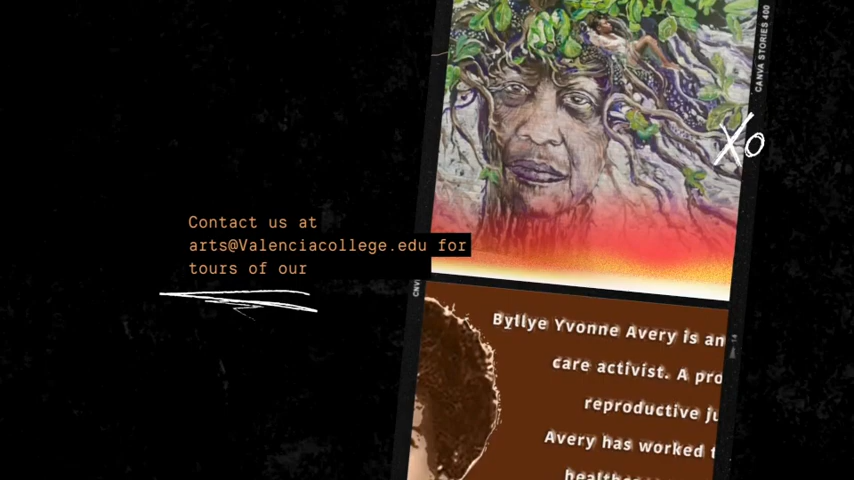 CANVA STORIES 400
XO
Contact us at
arts@Valenciacollege.edu for
tours of our
Byllye Yvonne Avery is an
care activist. A pro
reproductive ju
Avery has worked